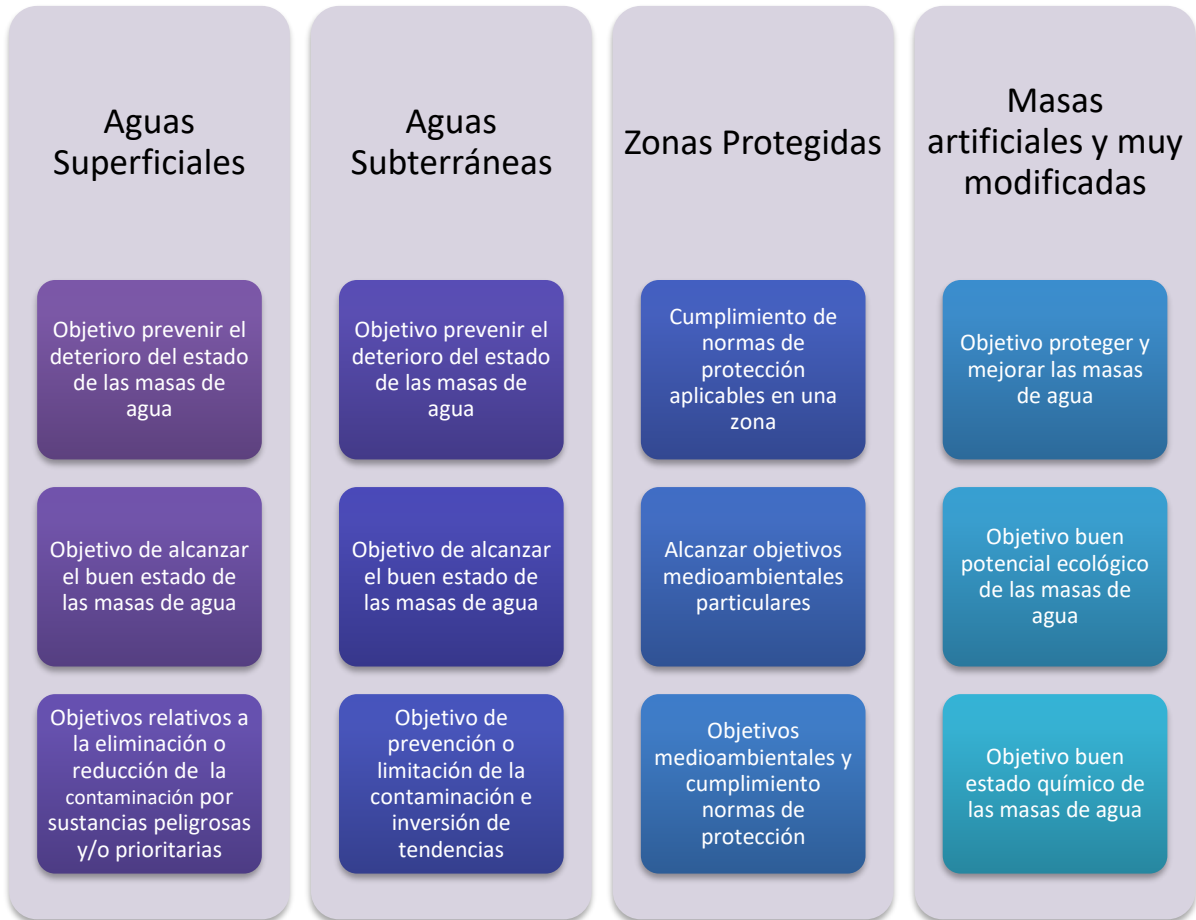 Aguas
Superficiales
Objetivo prevenir el
deterioro del estado
de las masas de
agua
Objetivo de alcanzar
el buen estado de
las masas de agua
Objetivos relativos a
la eliminación o
reducción de  la
contaminación por
sustancias peligrosas
y/o prioritarias
Aguas
Subterráneas
Objetivo prevenir el
deterioro del estado
de las masas de
agua
Objetivo de alcanzar
el buen estado de
las masas de agua
Objetivo de
prevención o
limitación de la
contaminación e
inversión de
tendencias
Zonas Protegidas
Cumplimiento de
normas de
protección
aplicables en una
zona
Alcanzar objetivos
medioambientales
particulares
Objetivos
medioambientales y
cumplimiento
normas de
protección
Masas
artificiales y muy
modificadas
Objetivo proteger y
mejorar las masas
de agua
Objetivo buen
potencial ecológico
de las masas de
agua
Objetivo buen
estado químico de
las masas de agua